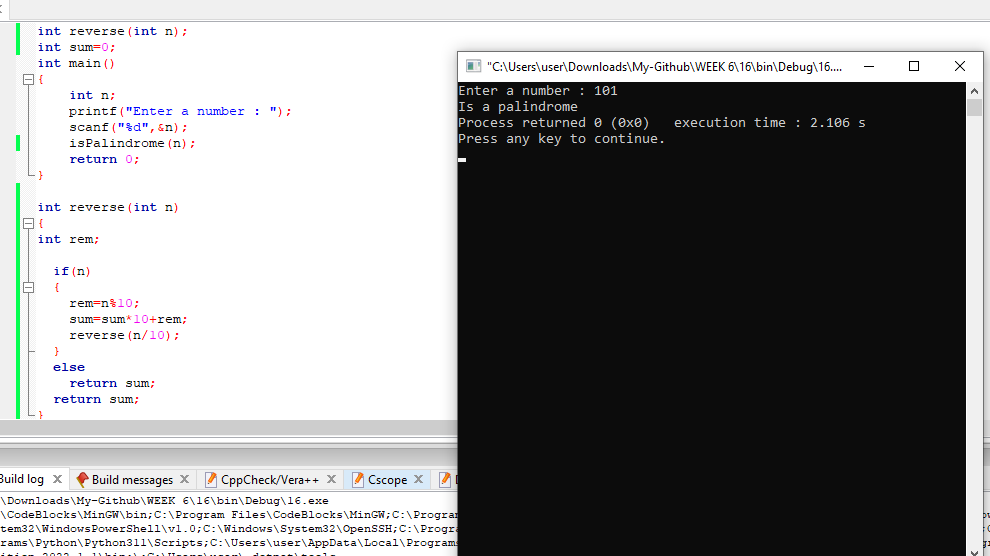 int reverse(int n);
int sum=0;
int main()
{
int n;
printf("Enter a number : ");
scanf("%d",&n);
isPalindrome(n);
return 0;
}
int reverse(int n)
{
int rem;
if(n)
{
rem=n%10;
sum=sum*10+rem;
reverse(n/10);
}
else
return sum;
return sum;
}
"C:\Users\user\Downloads\My-Github\WEEK 6\16\bin\Debug\16....
Enter a number : 101
Is a palindrome
Process returned 0 (0x0)   execution time : 2.106 s
Press any key to continue.
Build log
Build messages
CppCheck/Vera++
Cscope
\Downloads\My-Github\WEEK 6\16\bin\Debug\16.exe
\CodeBlocks\MinGW\bin;C:\Program Files\CodeBlocks\MinGW;C:\Program
tem32\WindowsPowerShell\v1.0;C:\Windows\System32\OpenSSH;C:\Progra
rams\Python\Python311\Scripts;C:\Users\user\AppData\Local\Programs